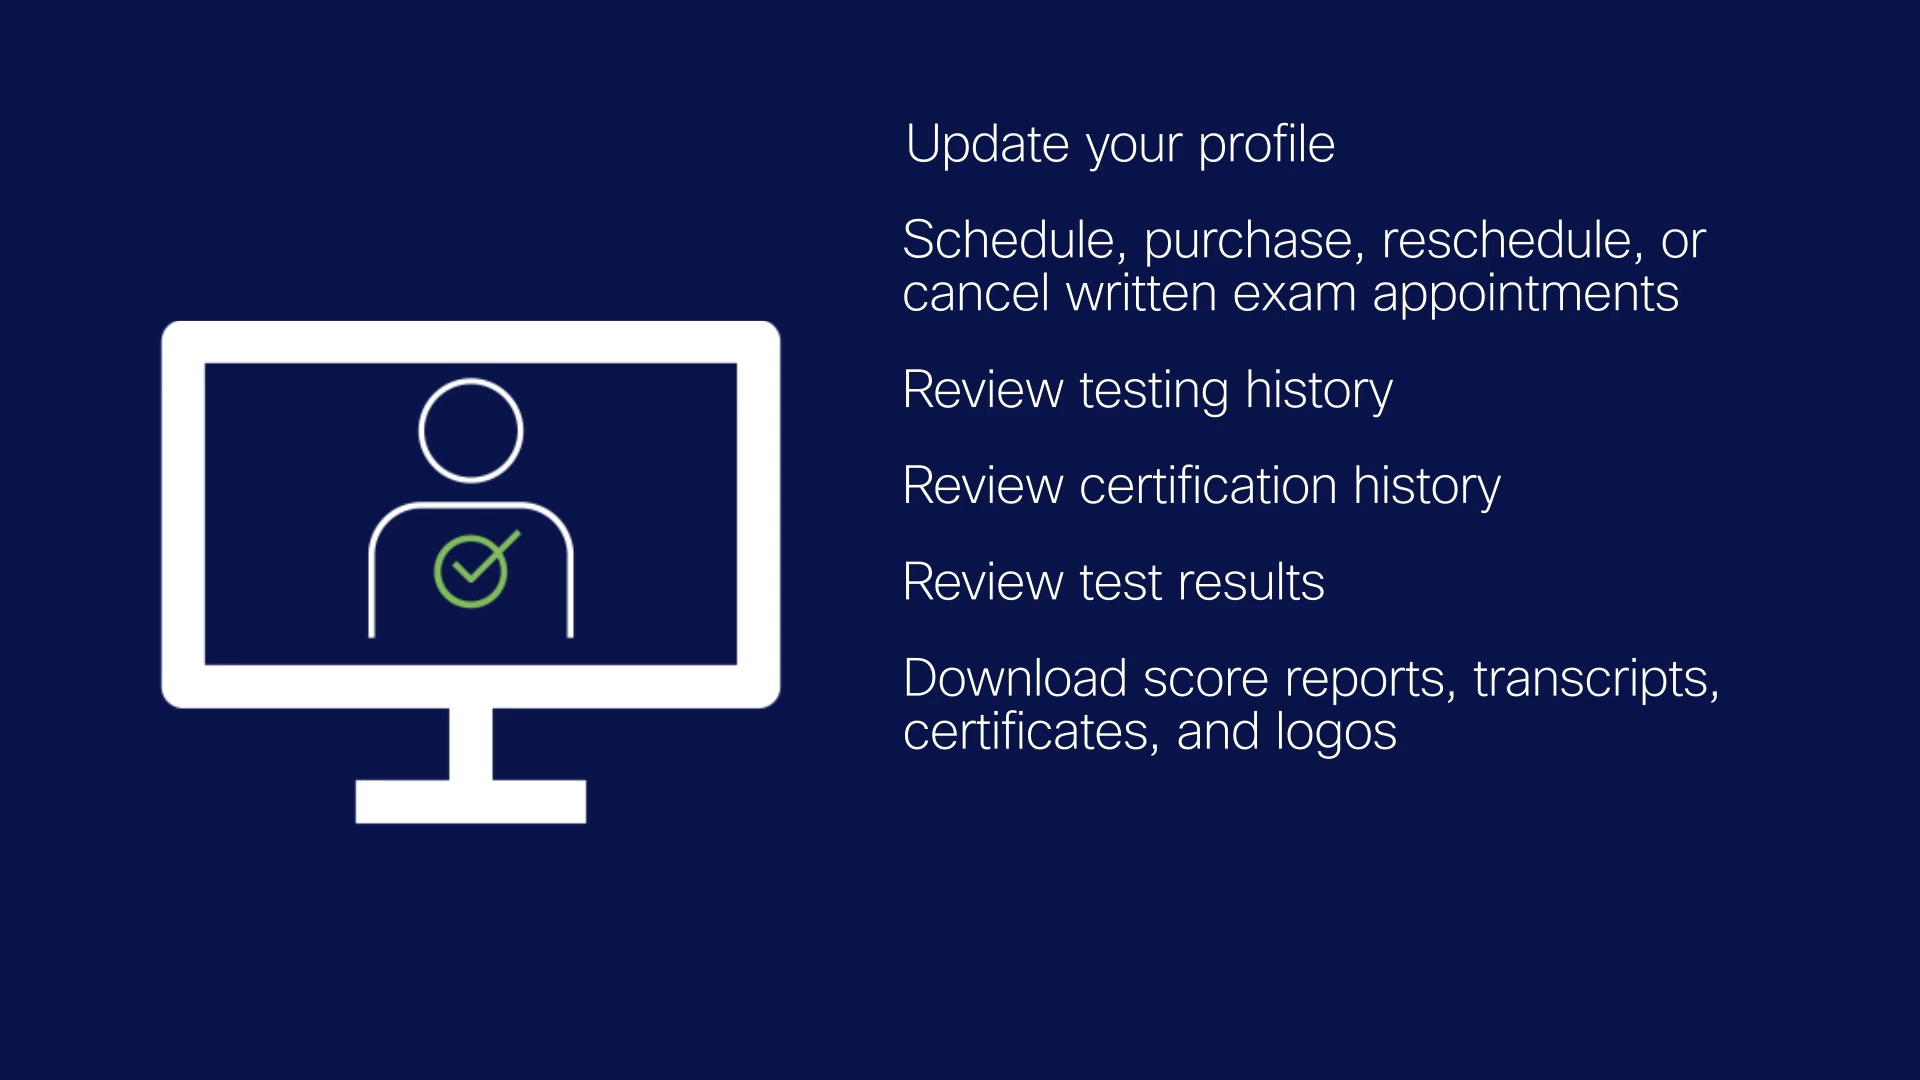 Update your profile
Schedule, purchase, reschedule, or
cancel written exam appointments
Review testing history
Review certification history
Review test results
Download score reports, transcripts,
certificates, and logos